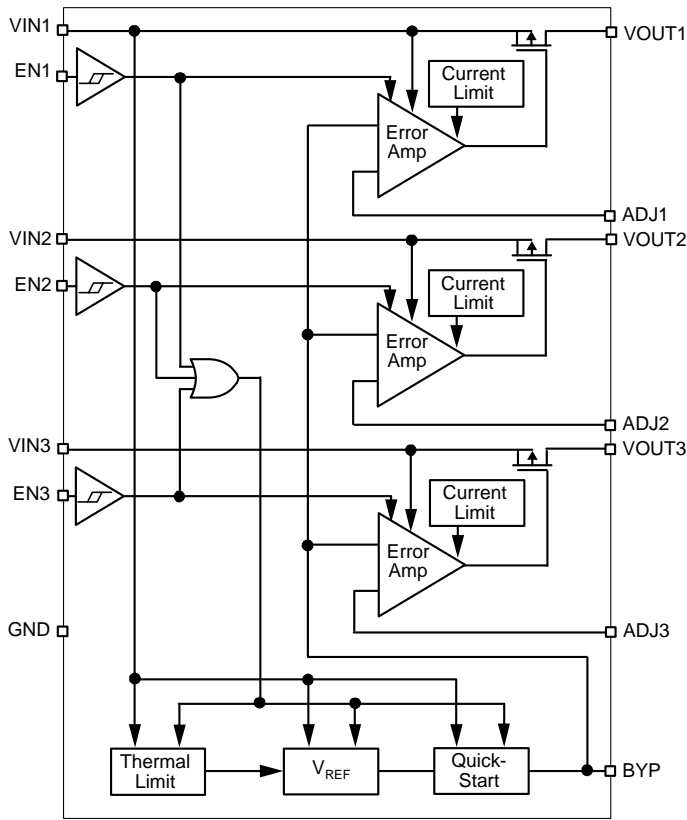 VIN1
VOUT1
EN1
Current
Limit
Error
Amp
ADJ1
VIN2
VOUT2
EN2
Current
Limit
Error
Amp
ADJ2
VIN3
VOUT3
EN3
Current
Limit
Error
Amp
GND
ADJ3
Thermal
Limit
VREF
Quick-
Start
BYP